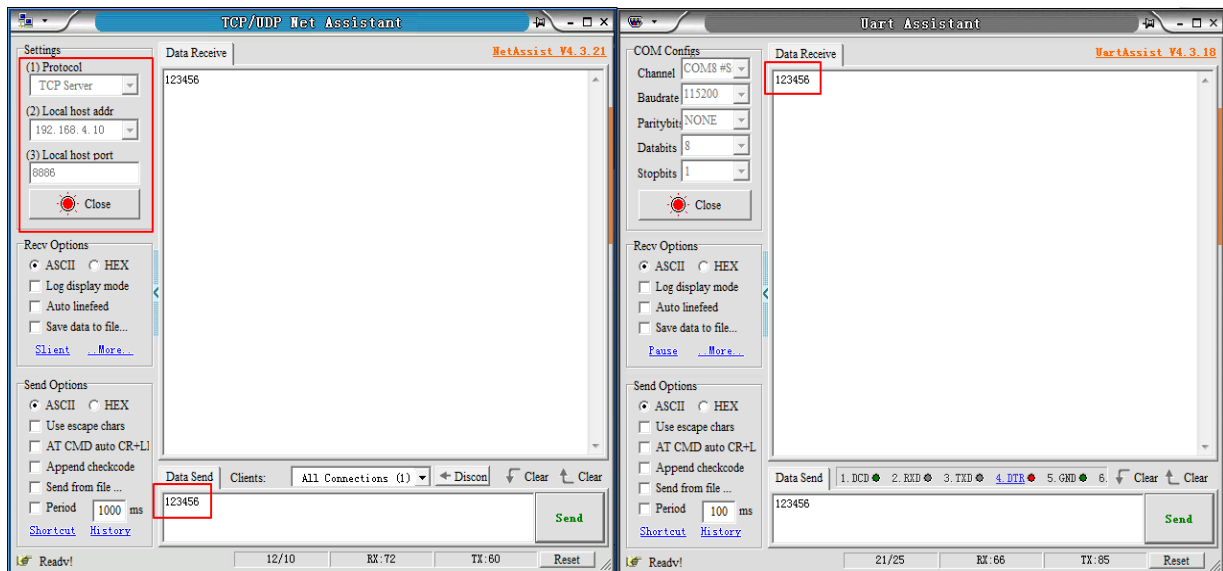 TCP/UDP Net Assistant
Settings
(1) Protocol
TCP Server
(2) Local host addr
192.168.4.10
(3) Local host port
8886
Close
Recv Options
ASCII HEX
Log display mode
Auto linefeed
Save data to file...
Slient ..More..
Send Options
ASCII HEX
Use escape chars
AT CMD auto CR+LI
Append checkcode
Send from file ...
Period 1000 ms
Shortcut History
Data Receive NetAssist V4.3.21
123456
Data Send Clients: All Connections (1) Discon Clear Clear
123456
Send
Ready! 12/10 RX:72 TX:60 Reset
Uart Assistant
COM Configs
Channel COM8 #S
Baudrate 115200
Paritybits NONE
Databits 8
Stopbits 1
Close
Recv Options
ASCII HEX
Log display mode
Auto linefeed
Save data to file...
Pause ..More..
Send Options
ASCII HEX
Use escape chars
AT CMD auto CR+L
Append checkcode
Send from file ...
Period 100 ms
Shortcut History
Data Receive UartAssist V4.3.18
123456
Data Send 1.DCD 2.RXD 3.TXD 4.DTR 5.GND 6. Clear Clear
123456
Send
Ready! 21/25 RX:66 TX:85 Reset